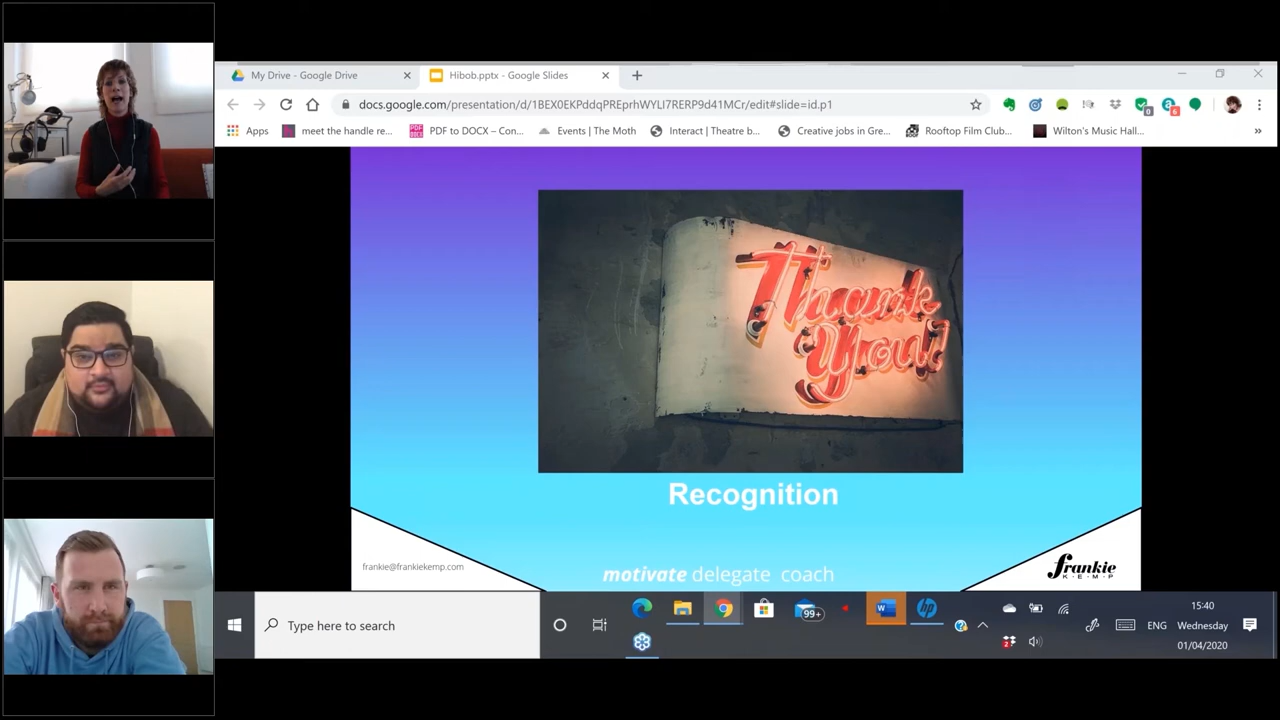 My Drive - Google Drive
Hibob.pptx - Google Slides
docs.google.com/presentation/d/1BEX0EKPddqPREprhWYLI7RERP9d41MCr/edit#slide=id.p1
0
6
Apps
meet the handle re...
PDF to DOCX – Con...
Events | The Moth
Interact | Theatre b...
Creative jobs in Gre...
Rooftop Film Club...
Wilton's Music Hall...
»
Thank
you!
Recognition
frankie@frankiekemp.com
motivate delegate coach
frankie
KEMP
Type here to search
99+
ENG
2
15:40
Wednesday
01/04/2020